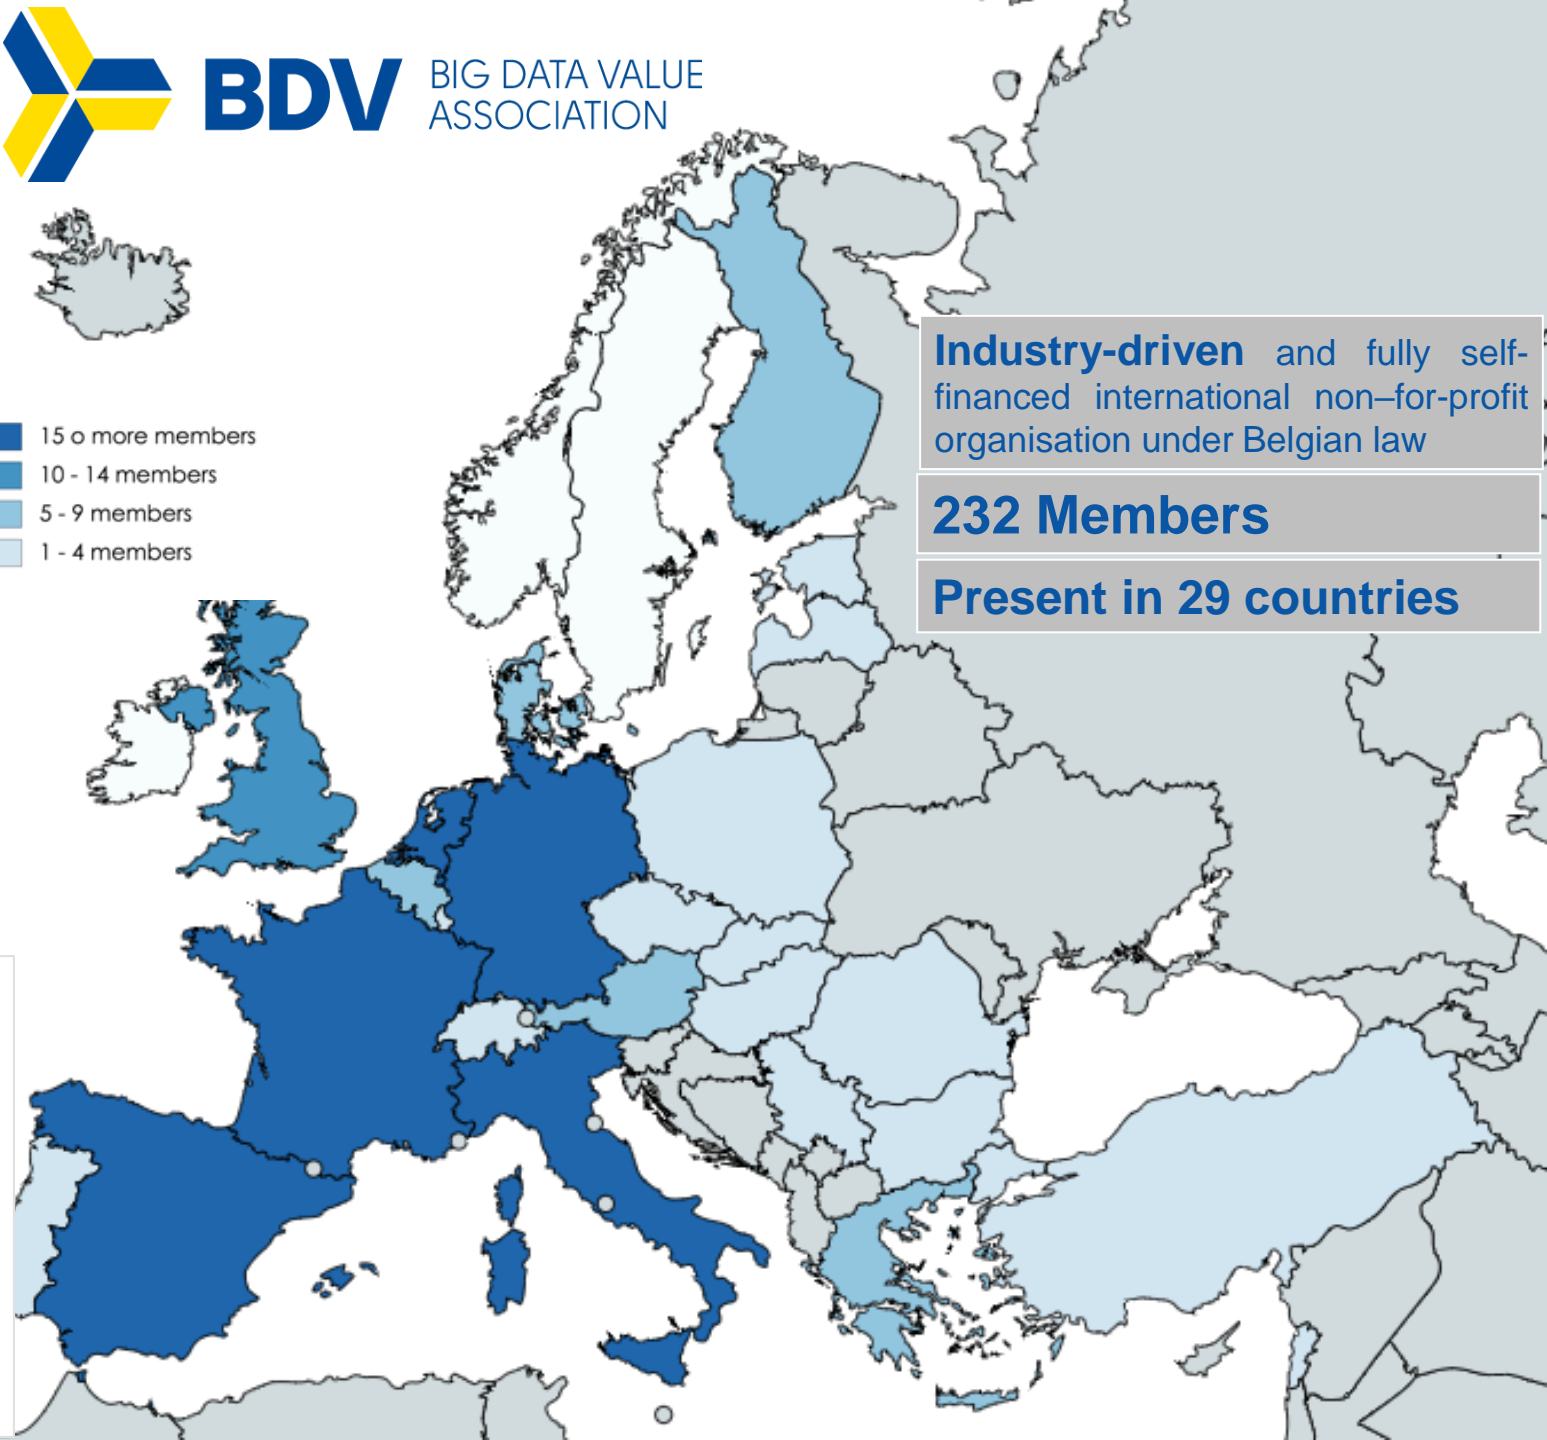 BDV BIG DATA VALUE
ASSOCIATION
Industry-driven and fully self-
financed international non–for-profit
organisation under Belgian law
15 o more members
10 - 14 members
5 - 9 members
1 - 4 members
232 Members
Present in 29 countries